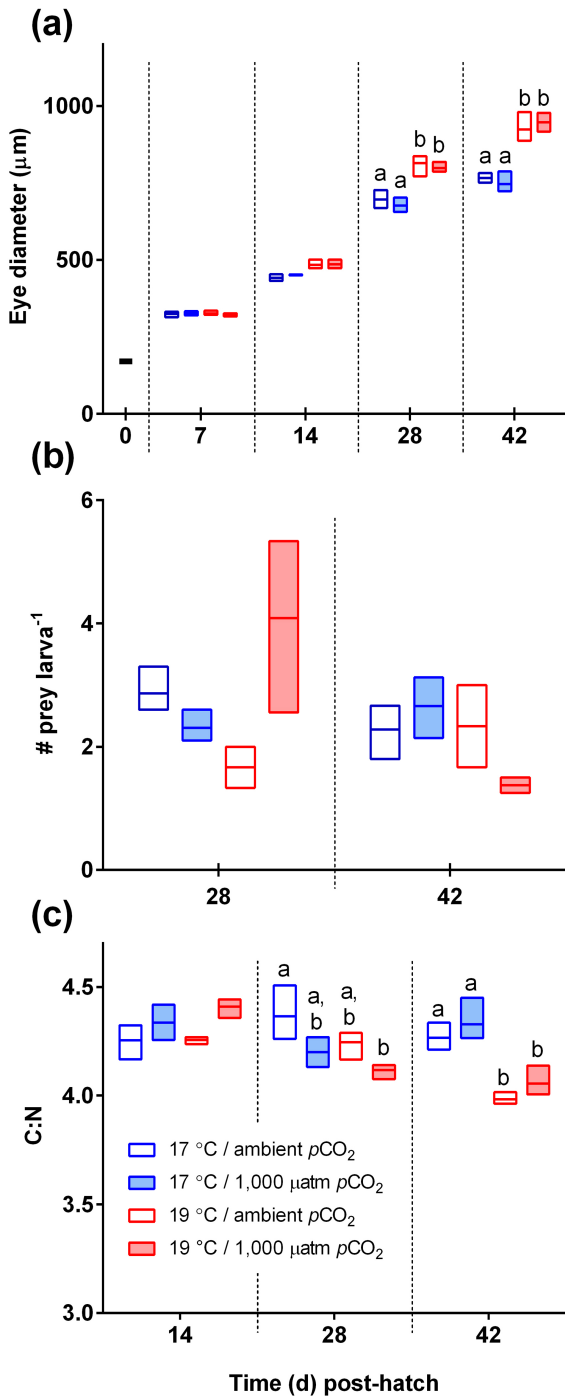 (a)
Eye diameter (μm)
1000
500
0
a a b b
a a b b
0 7 14 28 42
(b)
# prey larva⁻¹
6
4
2
0
28 42
(c)
C:N
4.5
4.0
3.5
3.0
a a, b a, b b
a a b b
17 °C / ambient pCO₂
17 °C / 1,000 μatm pCO₂
19 °C / ambient pCO₂
19 °C / 1,000 μatm pCO₂
14 28 42
Time (d) post-hatch